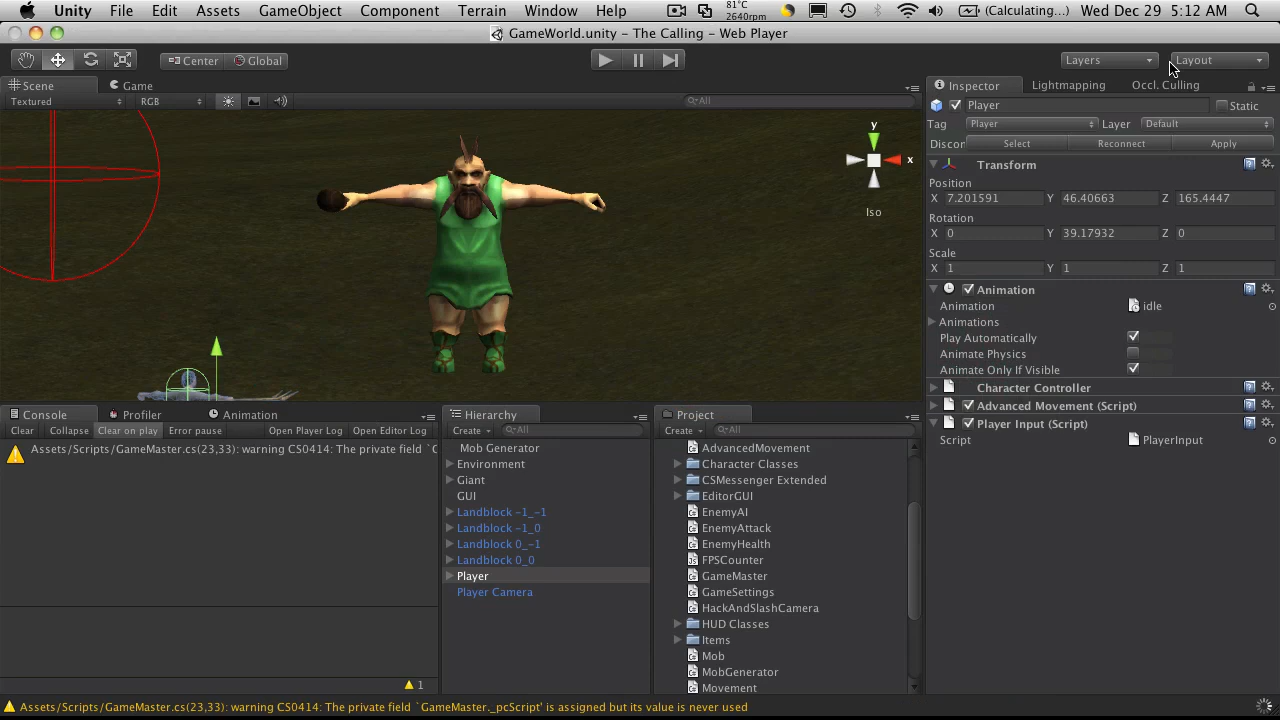 Unity File Edit Assets GameObject Component Terrain Window Help 81°C 2640rpm (Calculating...) Wed Dec 29 5:12 AM
GameWorld.unity – The Calling – Web Player
Center Global Layers Layout
Scene Game
Textured RGB All
y
x
Iso
Inspector Lightmapping Occl. Culling
Player Static
Tag Player Layer Default
Discon Select Reconnect Apply
Transform
Position
X 7.201591 Y 46.40663 Z 165.4447
Rotation
X 0 Y 39.17932 Z 0
Scale
X 1 Y 1 Z 1
Animation
Animation idle
Animations
Play Automatically
Animate Physics
Animate Only If Visible
Character Controller
Advanced Movement (Script)
Player Input (Script)
Script PlayerInput
Console Profiler Animation
Clear Collapse Clear on play Error pause Open Player Log Open Editor Log
Assets/Scripts/GameMaster.cs(23,33): warning CS0414: The private field `G
1
Hierarchy
Create All
Mob Generator
Environment
Giant
GUI
Landblock -1_-1
Landblock -1_0
Landblock 0_-1
Landblock 0_0
Player
Player Camera
Project
Create All
AdvancedMovement
Character Classes
CSMessenger Extended
EditorGUI
EnemyAI
EnemyAttack
EnemyHealth
FPSCounter
GameMaster
GameSettings
HackAndSlashCamera
HUD Classes
Items
Mob
MobGenerator
Movement
Assets/Scripts/GameMaster.cs(23,33): warning CS0414: The private field `GameMaster._pcScript' is assigned but its value is never used